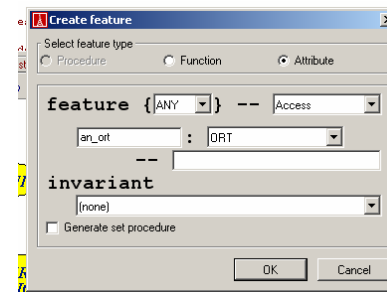 Create feature
Select feature type
Procedure Function Attribute
feature {ANY} -- Access
an_ort : ORT
--
invariant
(none)
Generate set procedure
OK Cancel